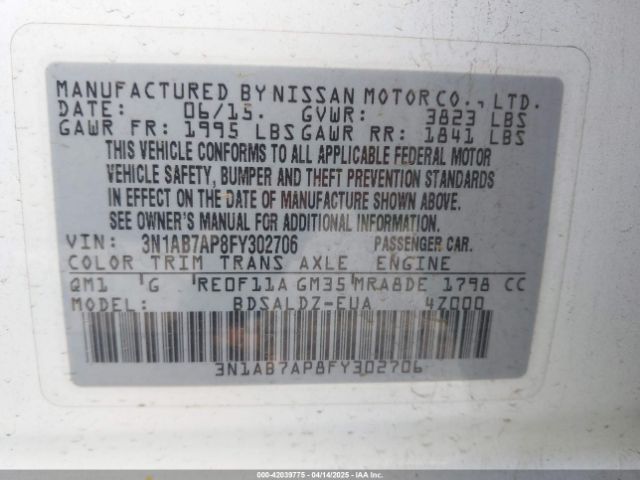 MANUFACTURED BY NISSAN MOTOR CO., LTD.
DATE: 06/15. GVWR: 3823 LBS
GAWR FR: 1995 LBS GAWR RR: 1841 LBS
THIS VEHICLE CONFORMS TO ALL APPLICABLE FEDERAL MOTOR
VEHICLE SAFETY, BUMPER AND THEFT PREVENTION STANDARDS
IN EFFECT ON THE DATE OF MANUFACTURE SHOWN ABOVE.
SEE OWNER'S MANUAL FOR ADDITIONAL INFORMATION.
VIN: 3N1AB7AP8FY302706 PASSENGER CAR.
COLOR TRIM TRANS AXLE ENGINE
QM1 G RE0F11A GM35 MRA8DE 1798 CC
MODEL: BDSALDZ-EUA 4Z000
3N1AB7AP8FY302706
000-42039775 - 04/14/2025 - IAAI.COM